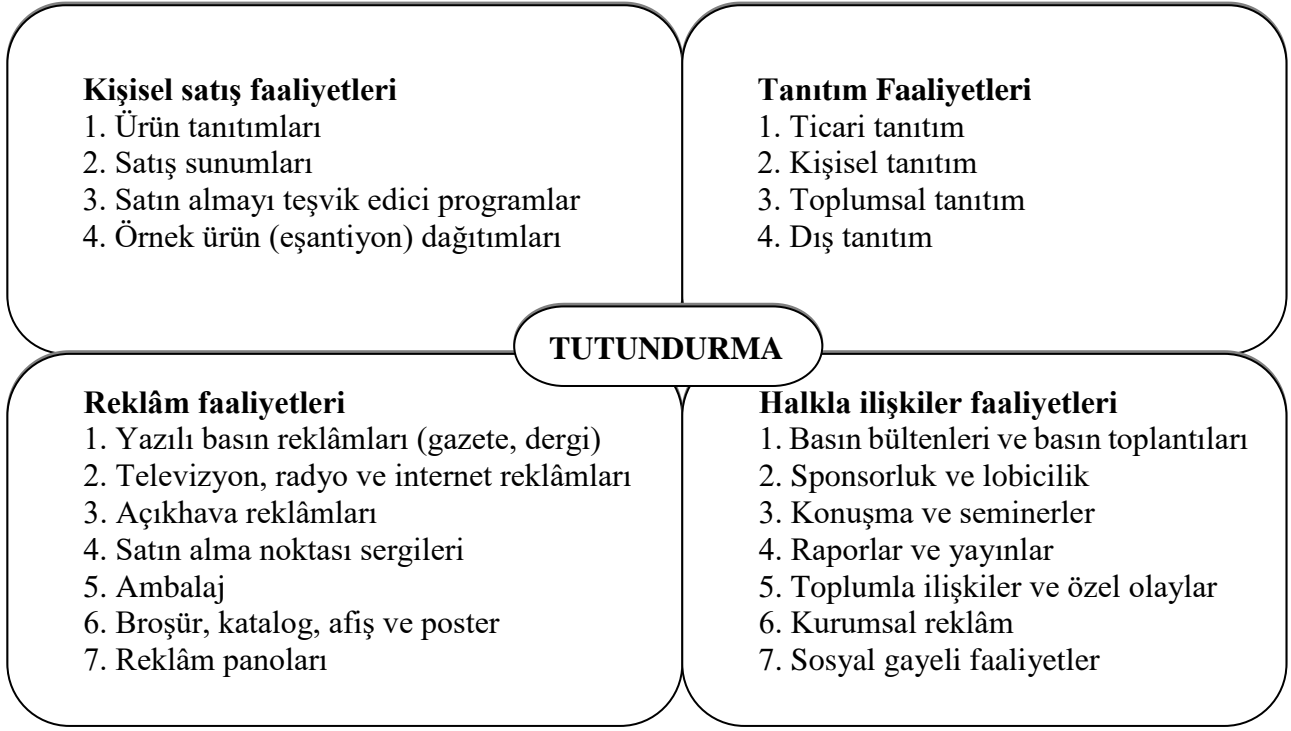 Kişisel satış faaliyetleri
1. Ürün tanıtımları
2. Satış sunumları
3. Satın almayı teşvik edici programlar
4. Örnek ürün (eşantiyon) dağıtımları
Tanıtım Faaliyetleri
1. Ticari tanıtım
2. Kişisel tanıtım
3. Toplumsal tanıtım
4. Dış tanıtım
TUTUNDURMA
Reklâm faaliyetleri
1. Yazılı basın reklâmları (gazete, dergi)
2. Televizyon, radyo ve internet reklâmları
3. Açıkhava reklâmları
4. Satın alma noktası sergileri
5. Ambalaj
6. Broşür, katalog, afiş ve poster
7. Reklâm panoları
Halkla ilişkiler faaliyetleri
1. Basın bültenleri ve basın toplantıları
2. Sponsorluk ve lobicilik
3. Konuşma ve seminerler
4. Raporlar ve yayınlar
5. Toplumla ilişkiler ve özel olaylar
6. Kurumsal reklâm
7. Sosyal gayeli faaliyetler